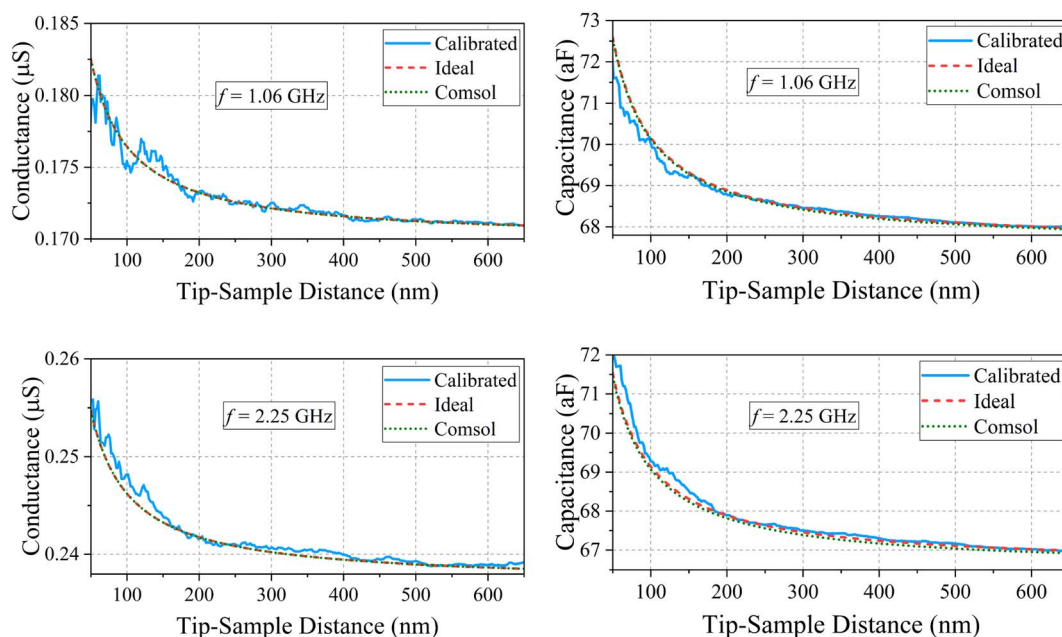 0.185
0.180
0.175
0.170
Conductance (μS)
f = 1.06 GHz
Calibrated
Ideal
Comsol
100 200 300 400 500 600
Tip-Sample Distance (nm)
73
72
71
70
69
68
Capacitance (aF)
f = 1.06 GHz
Calibrated
Ideal
Comsol
100 200 300 400 500 600
Tip-Sample Distance (nm)
0.26
0.25
0.24
Conductance (μS)
f = 2.25 GHz
Calibrated
Ideal
Comsol
100 200 300 400 500 600
Tip-Sample Distance (nm)
72
71
70
69
68
67
Capacitance (aF)
f = 2.25 GHz
Calibrated
Ideal
Comsol
100 200 300 400 500 600
Tip-Sample Distance (nm)